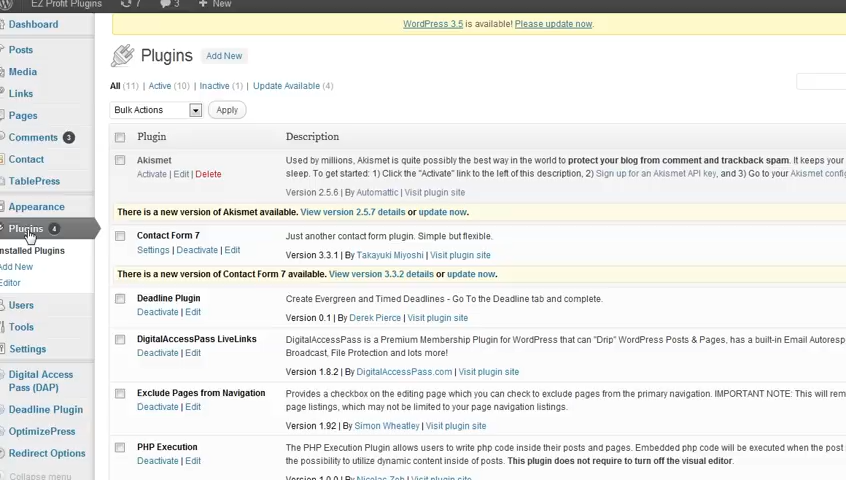 EZ Profit Plugins 7 3 + New
WordPress 3.5 is available! Please update now.
Dashboard
Posts
Media
Links
Pages
Comments 3
Contact
TablePress
Appearance
Plugins 4
nstalled Plugins
Add New
Editor
Users
Tools
Settings
Digital Access
Pass (DAP)
Deadline Plugin
OptimizePress
Redirect Options
Collapse menu
Plugins Add New
All (11) | Active (10) | Inactive (1) | Update Available (4)
Bulk Actions Apply
Plugin Description
Akismet Used by millions, Akismet is quite possibly the best way in the world to protect your blog from comment and trackback spam. It keeps your
Activate | Edit | Delete sleep. To get started: 1) Click the "Activate" link to the left of this description, 2) Sign up for an Akismet API key, and 3) Go to your Akismet config
Version 2.5.6 | By Automattic | Visit plugin site
There is a new version of Akismet available. View version 2.5.7 details or update now.
Contact Form 7 Just another contact form plugin. Simple but flexible.
Settings | Deactivate | Edit Version 3.3.1 | By Takayuki Miyoshi | Visit plugin site
There is a new version of Contact Form 7 available. View version 3.3.2 details or update now.
Deadline Plugin Create Evergreen and Timed Deadlines - Go To the Deadline tab and complete.
Deactivate | Edit Version 0.1 | By Derek Pierce | Visit plugin site
DigitalAccessPass LiveLinks DigitalAccessPass is a Premium Membership Plugin for WordPress that can "Drip" WordPress Posts & Pages, has a built-in Email Autoresp
Deactivate | Edit Broadcast, File Protection and lots more!
Version 1.8.2 | By DigitalAccessPass.com | Visit plugin site
Exclude Pages from Navigation Provides a checkbox on the editing page which you can check to exclude pages from the primary navigation. IMPORTANT NOTE: This will rem
Deactivate | Edit page listings, which may not be limited to your page navigation listings.
Version 1.92 | By Simon Wheatley | Visit plugin site
PHP Execution The PHP Execution Plugin allows users to write php code inside their posts and pages. Embedded php code will be executed when the post
Deactivate | Edit the possibility to utilize dynamic content inside of posts. This plugin does not require to turn off the visual editor.
Version 1.0.0 | By Nicolas Zeh | Visit plugin site